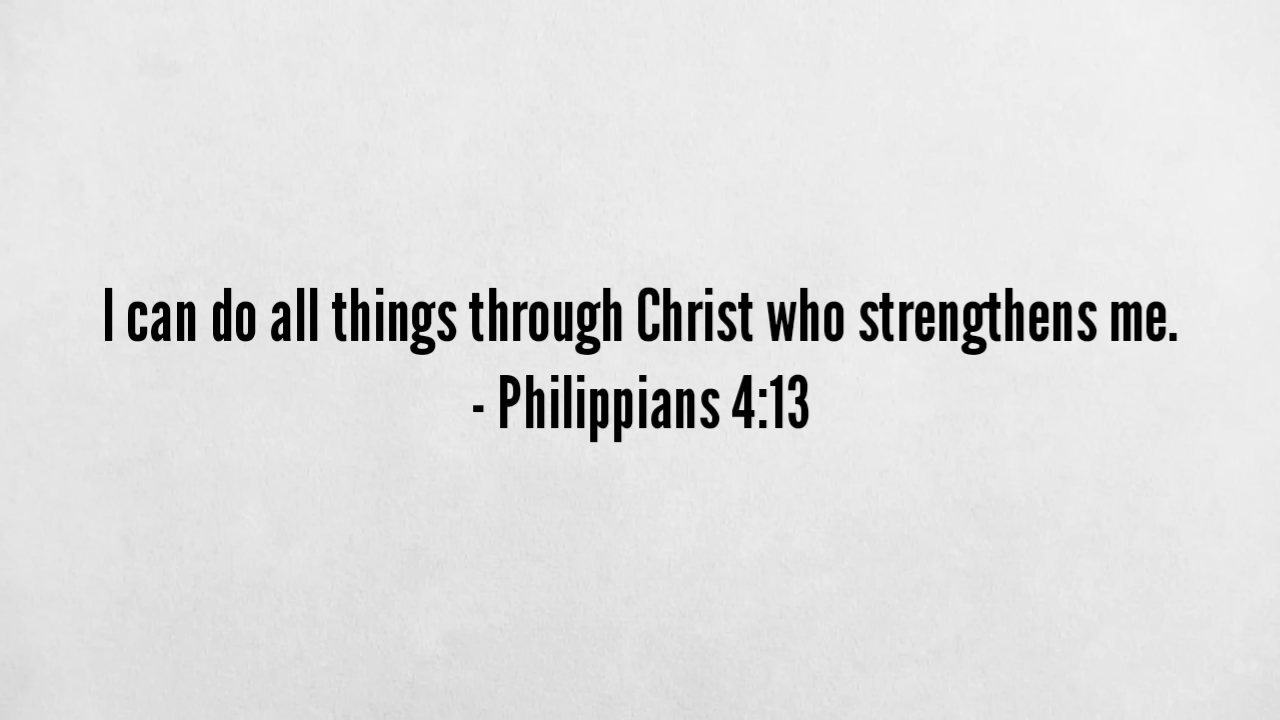 I can do all things through Christ who strengthens me.
- Philippians 4:13